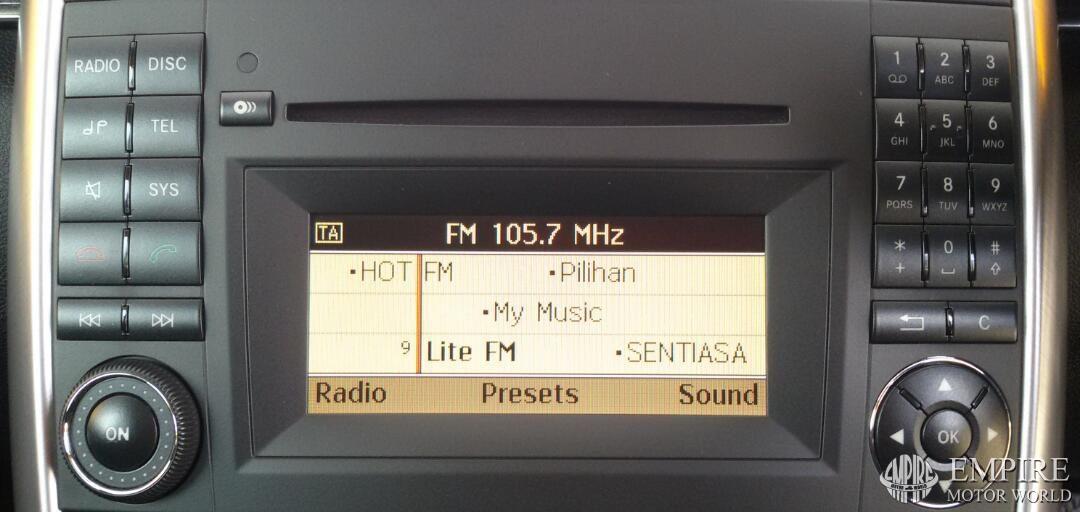 RADIO DISC
TEL
SYS
ON
TA FM 105.7 MHz
•HOT FM •Pilihan
•My Music
9 Lite FM •SENTIASA
Radio Presets Sound
1 2 ABC 3 DEF
4 GHI 5 JKL 6 MNO
7 PQRS 8 TUV 9 WXYZ
* + 0 #
C
OK
EMPIRE
EMPIRE
MOTOR WORLD